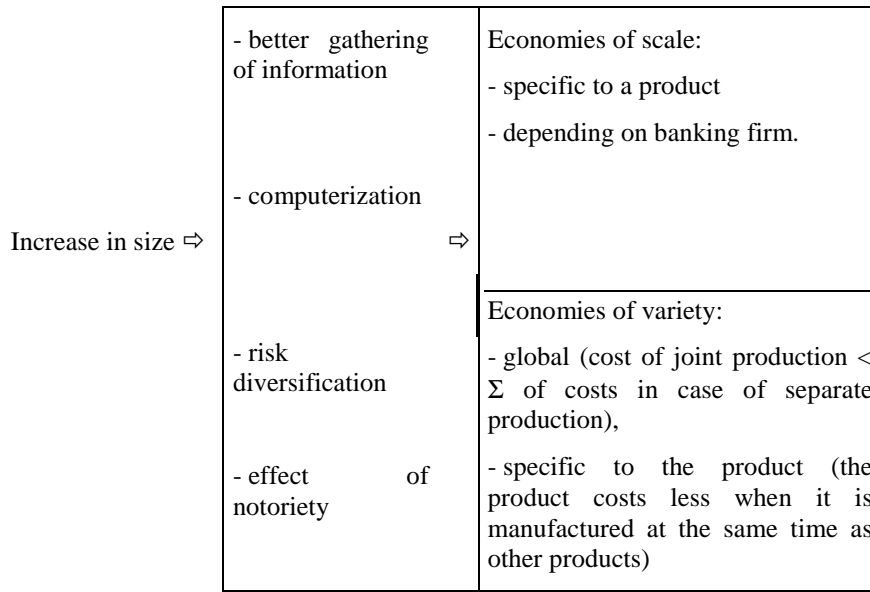 Increase in size ⇨
- better gathering
of information
- computerization
⇨
- risk
diversification
- effect of
notoriety
Economies of scale:
- specific to a product
- depending on banking firm.
Economies of variety:
- global (cost of joint production <
Σ of costs in case of separate
production),
- specific to the product (the
product costs less when it is
manufactured at the same time as
other products)